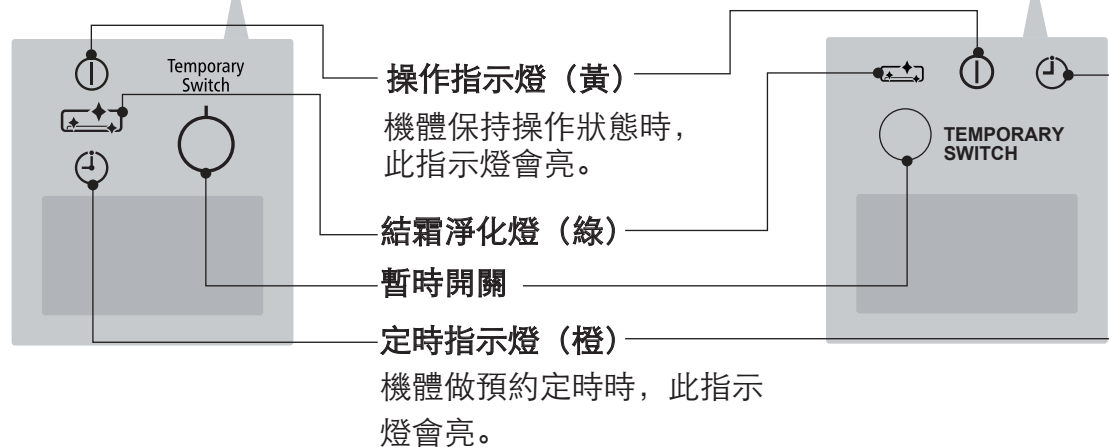 Temporary
Switch
操作指示燈（黃）
機體保持操作狀態時，
此指示燈會亮。
TEMPORARY
SWITCH
結霜淨化燈（綠）
暫時開關
定時指示燈（橙）
機體做預約定時時，此指示
燈會亮。